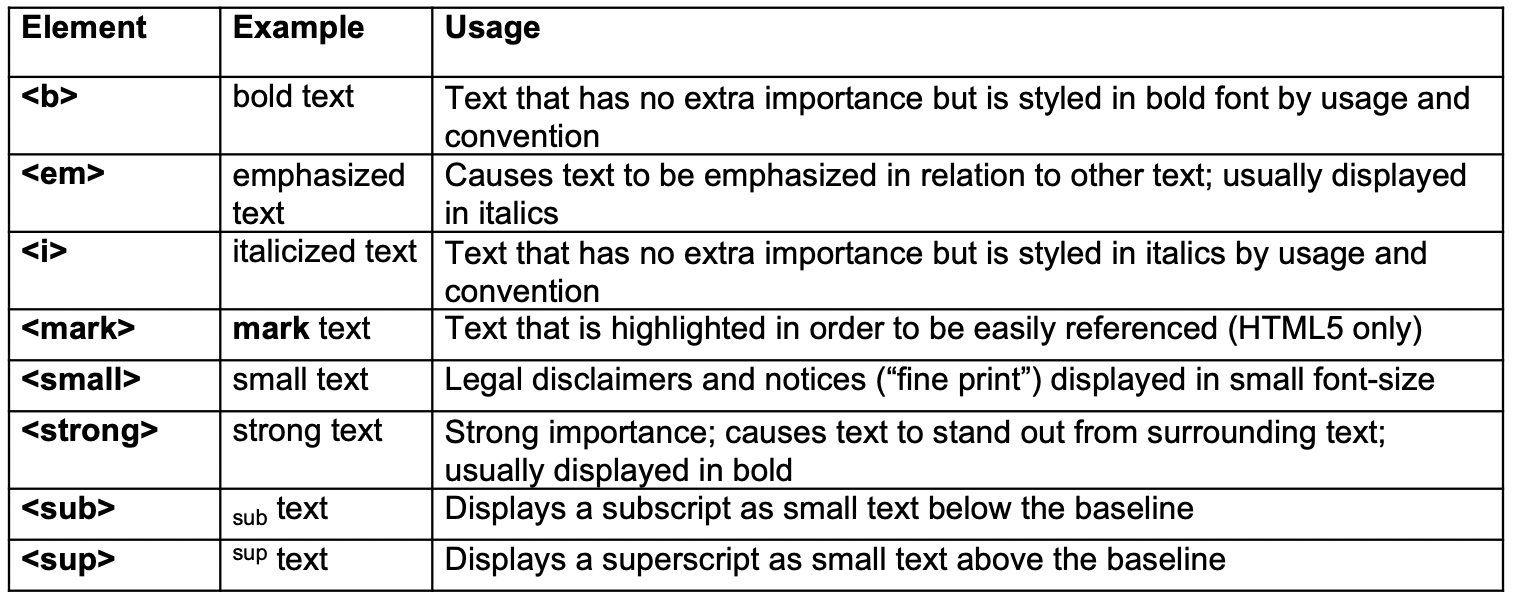 Element Example Usage
<b> bold text Text that has no extra importance but is styled in bold font by usage and
convention
<em> emphasized Causes text to be emphasized in relation to other text; usually displayed
text in italics
<i> italicized text Text that has no extra importance but is styled in italics by usage and
convention
<mark> mark text Text that is highlighted in order to be easily referenced (HTML5 only)
<small> small text Legal disclaimers and notices (“fine print”) displayed in small font-size
<strong> strong text Strong importance; causes text to stand out from surrounding text;
usually displayed in bold
<sub> sub text Displays a subscript as small text below the baseline
<sup> sup text Displays a superscript as small text above the baseline